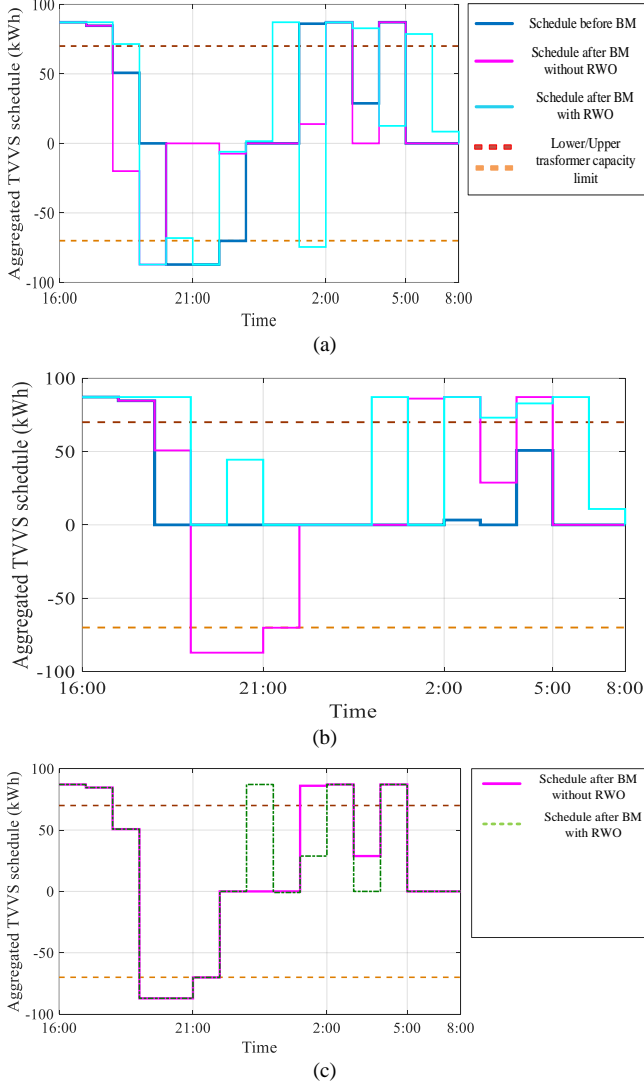 100
50
0
-50
-100
Aggregated TVVS schedule (kWh)
16:00
21:00
2:00
5:00
8:00
Time
Schedule before BM
Schedule after BM
without RWO
Schedule after BM
with RWO
Lower/Upper
trasformer capacity
limit
(a)
100
50
0
-50
-100
Aggregated TVVS schedule (kWh)
16:00
21:00
2:00
5:00
8:00
Time
(b)
100
50
0
-50
-100
Aggregated TVVS schedule (kWh)
16:00
21:00
2:00
5:00
8:00
Time
Schedule after BM
without RWO
Schedule after BM
with RWO
(c)